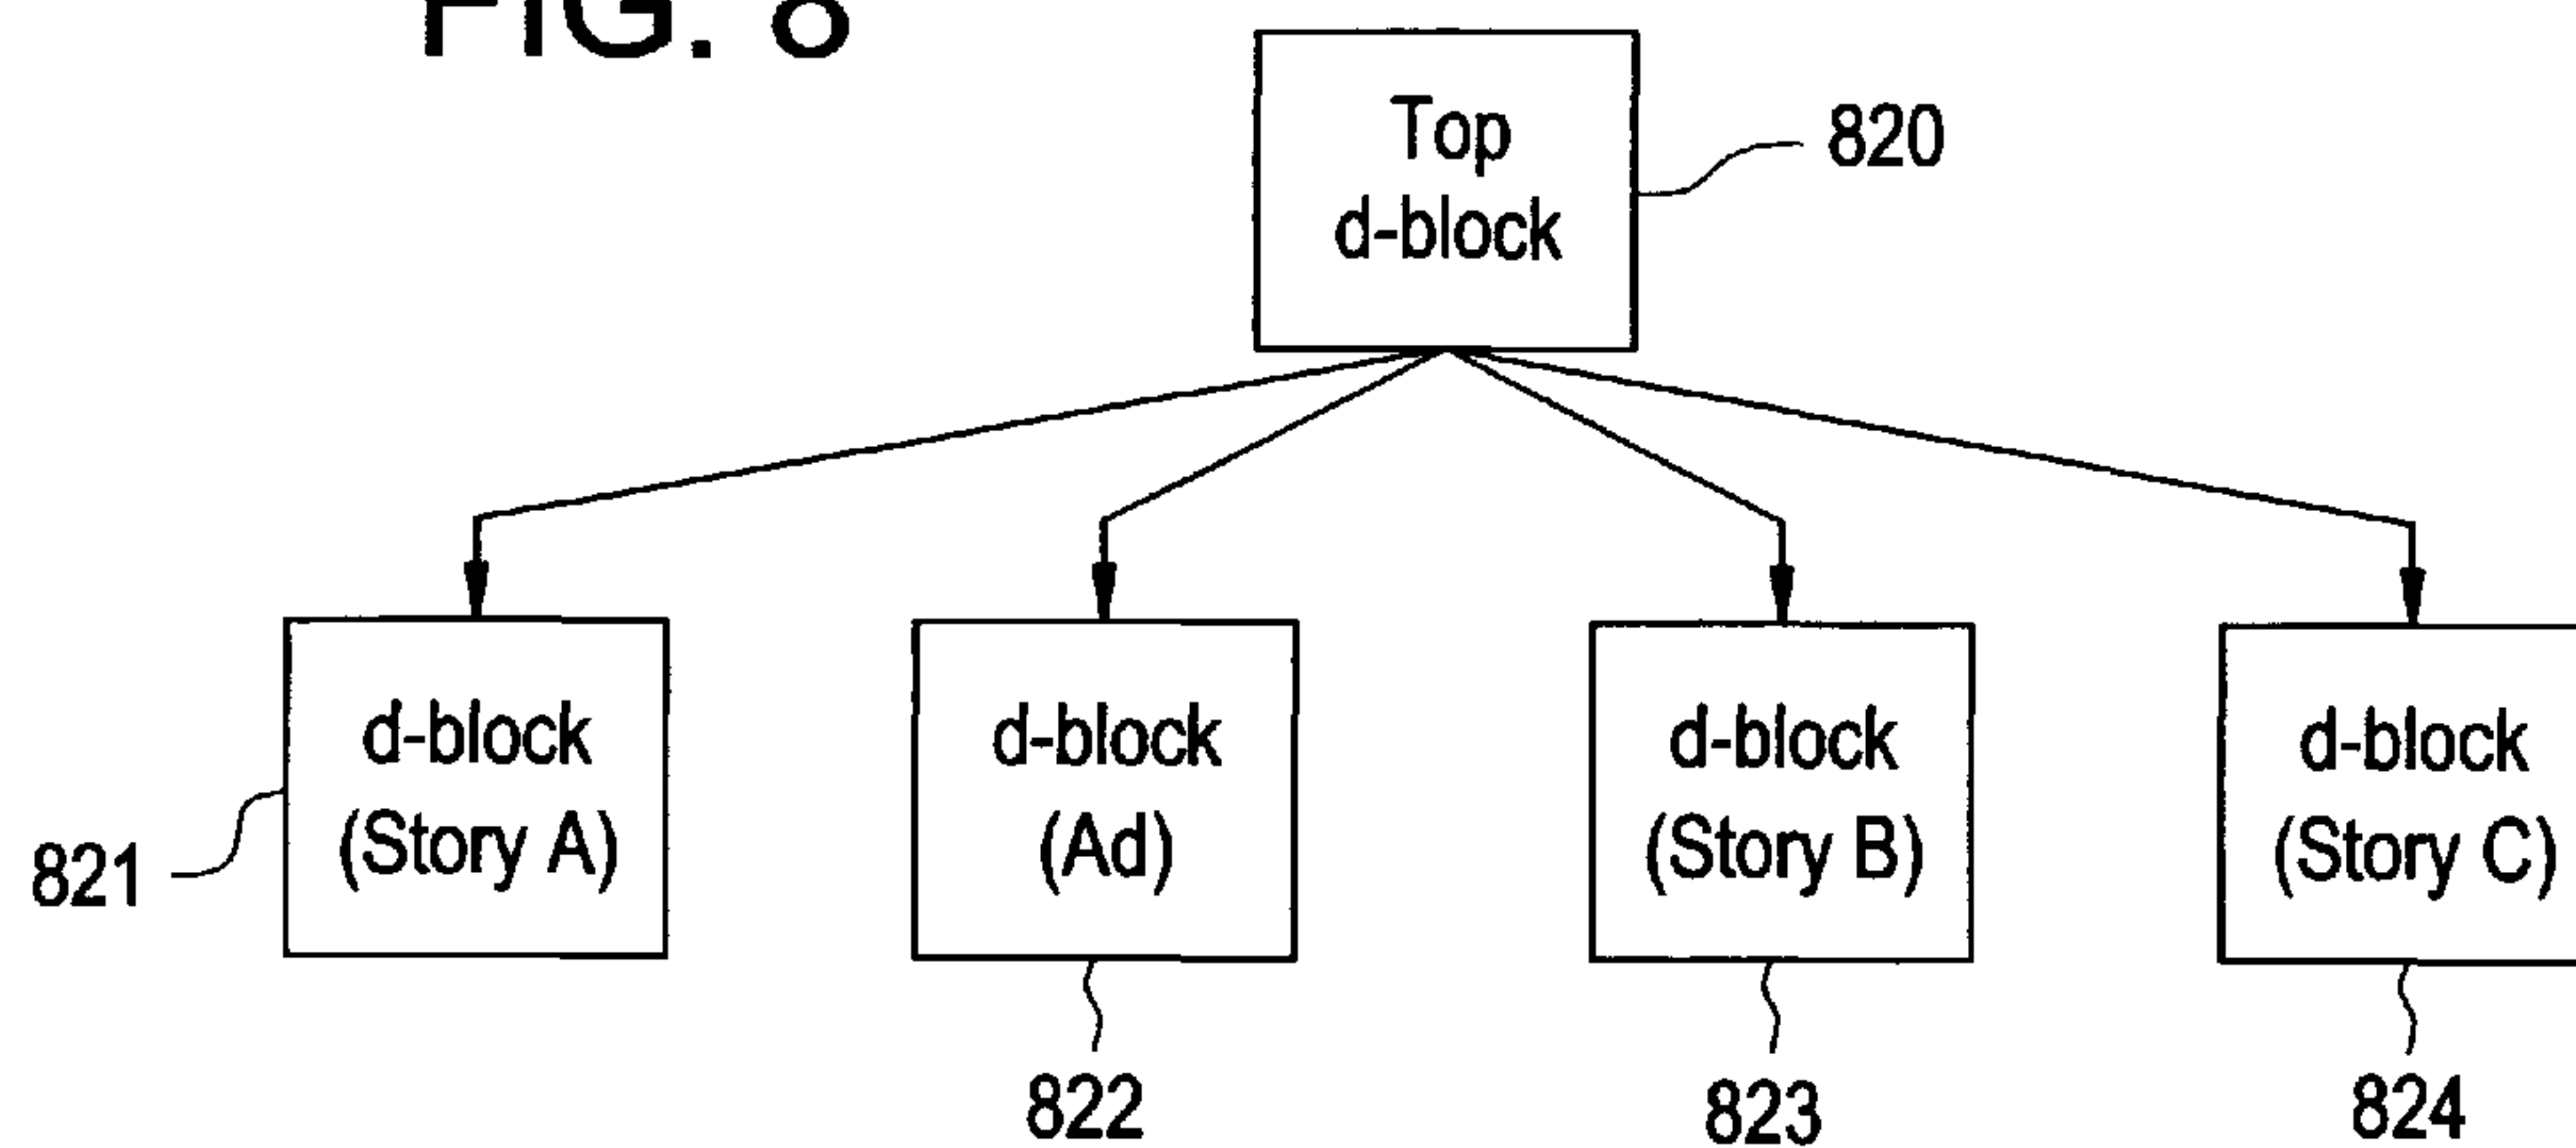 FIG. 8
Top
d-block
820
d-block
(Story A)
821
d-block
(Ad)
822
d-block
(Story B)
823
d-block
(Story C)
824